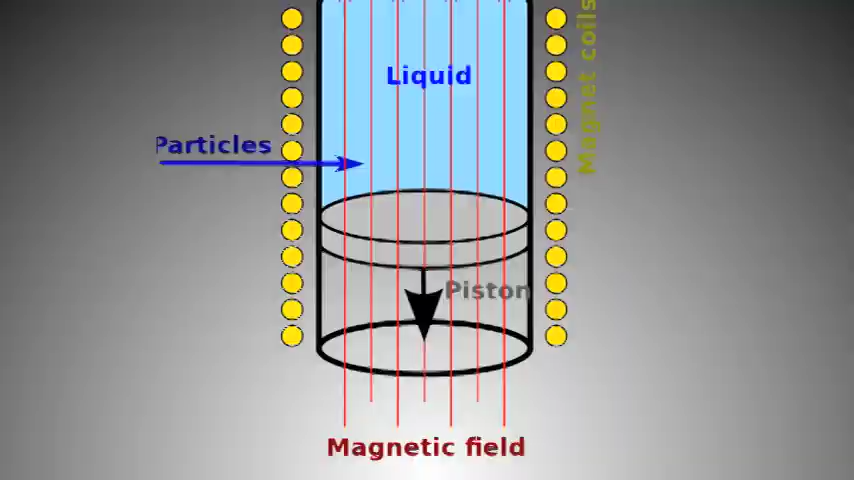 Liquid
Magnet coils
Particles
Piston
Magnetic field